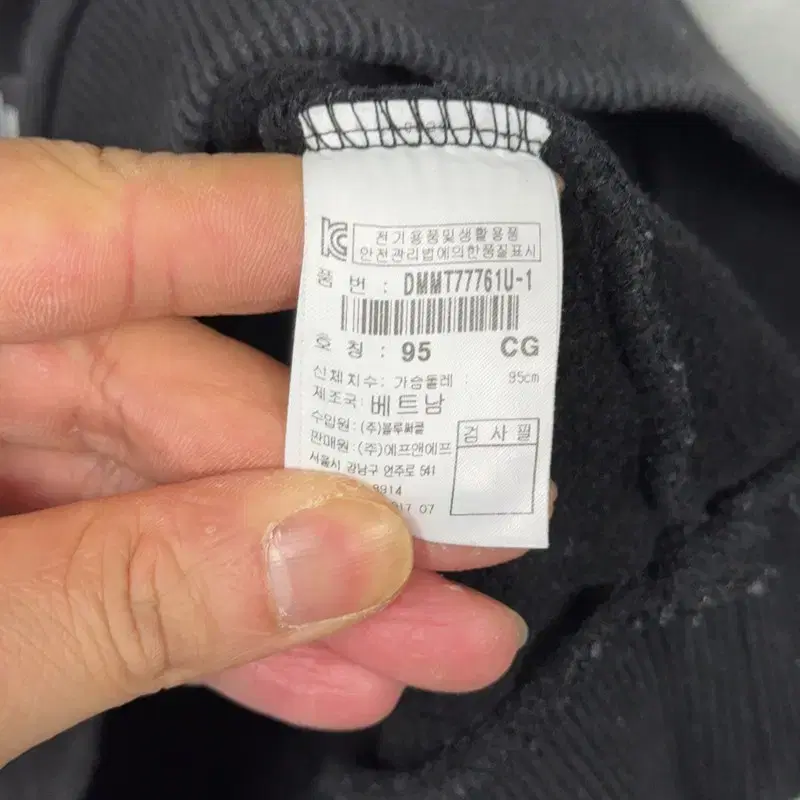 전기용품및생활용품
안전관리법에의한품질표시
품 번 : DMMT77761U-1
호 칭 : 95 CG
신체치수: 가슴둘레 : 95cm
제조국: 베트남
수입원: (주)블루써클
판매원: (주)에프앤에프
검 사 필
서울시 강남구 언주로 541
8914
17 07